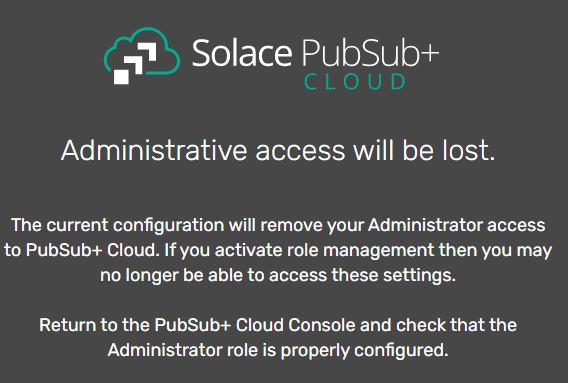 Solace PubSub+
CLOUD
Administrative access will be lost.
The current configuration will remove your Administrator access
to PubSub+ Cloud. If you activate role management then you may
no longer be able to access these settings.
Return to the PubSub+ Cloud Console and check that the
Administrator role is properly configured.